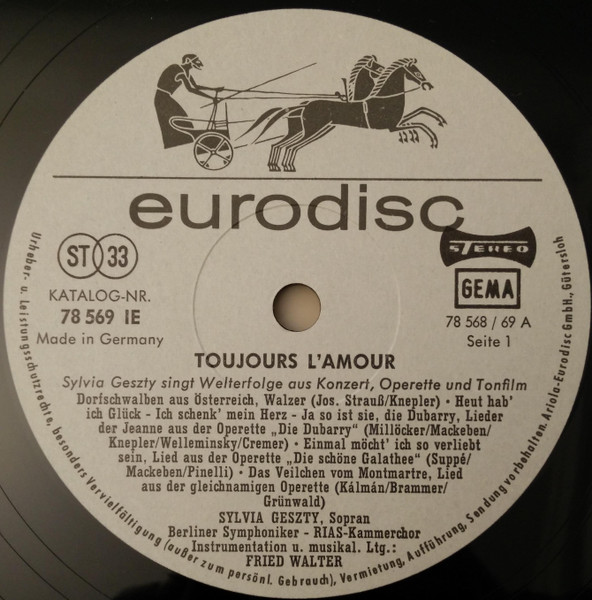 eurodisc
ST 33
STEREO
GEMA
KATALOG-NR.
78 569 IE
Made in Germany
78 568 / 69 A
Seite 1
TOUJOURS L'AMOUR
Sylvia Geszty singt Welterfolge aus Konzert, Operette und Tonfilm
Dorfschwalben aus Österreich, Walzer (Jos. Strauß/Knepler) • Heut hab'
ich Glück - Ich schenk' mein Herz - Ja so ist sie, die Dubarry, Lieder
der Jeanne aus der Operette „Die Dubarry" (Millöcker/Mackeben/
Knepler/Welleminsky/Cremer) • Einmal möcht' ich so verliebt
sein, Lied aus der Operette „Die schöne Galathee" (Suppé/
Mackeben/Pinelli) • Das Veilchen vom Montmartre, Lied
aus der gleichnamigen Operette (Kálmán/Brammer/
Grünwald)
SYLVIA GESZTY, Sopran
Berliner Symphoniker - RIAS-Kammerchor
Instrumentation u. musikal. Ltg.:
FRIED WALTER
Urheber- u. Leistungsschutzrechte, besonders Vervielfältigung (außer zum persönl. Gebrauch), Vermietung, Aufführung, Sendung vorbehalten. Ariola-Eurodisc GmbH., Gütersloh